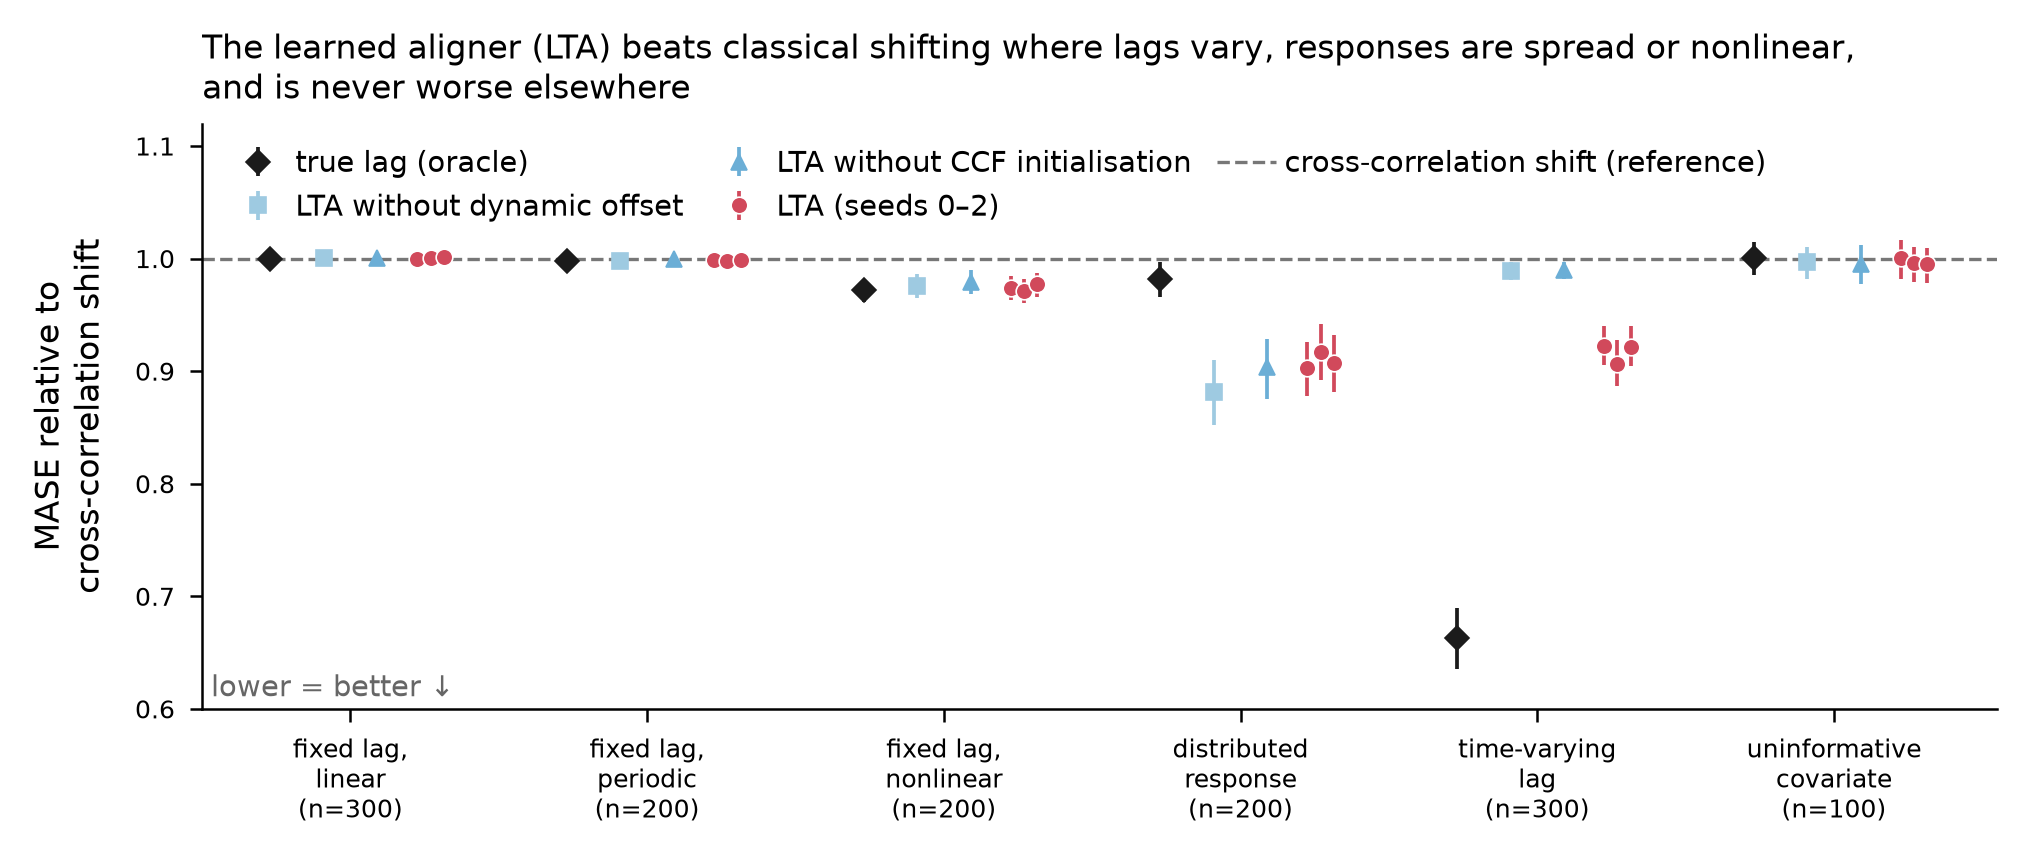 The learned aligner (LTA) beats classical shifting where lags vary, responses are spread or nonlinear,
and is never worse elsewhere
MASE relative to
cross-correlation shift
1.1
1.0
0.9
0.8
0.7
0.6
true lag (oracle)
LTA without dynamic offset
LTA without CCF initialisation
LTA (seeds 0–2)
cross-correlation shift (reference)
lower = better ↓
fixed lag,
linear
(n=300)
fixed lag,
periodic
(n=200)
fixed lag,
nonlinear
(n=200)
distributed
response
(n=200)
time-varying
lag
(n=300)
uninformative
covariate
(n=100)